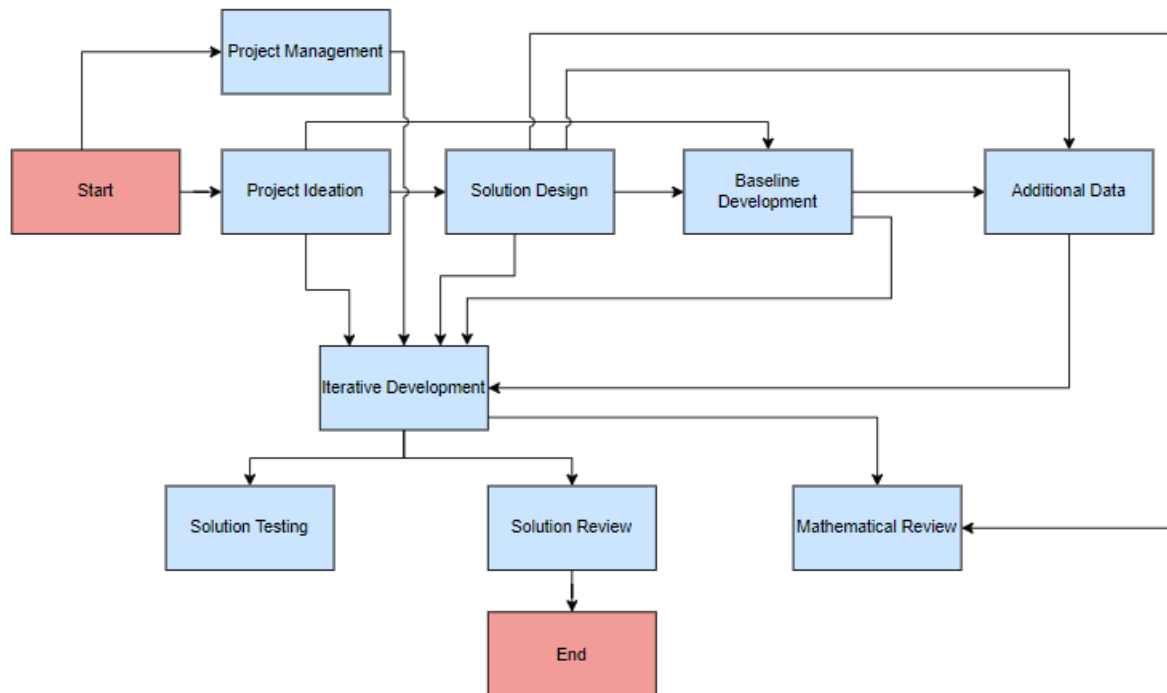 Project Management
Start
Project Ideation
Solution Design
Baseline
Development
Additional Data
Iterative Development
Solution Testing
Solution Review
Mathematical Review
End